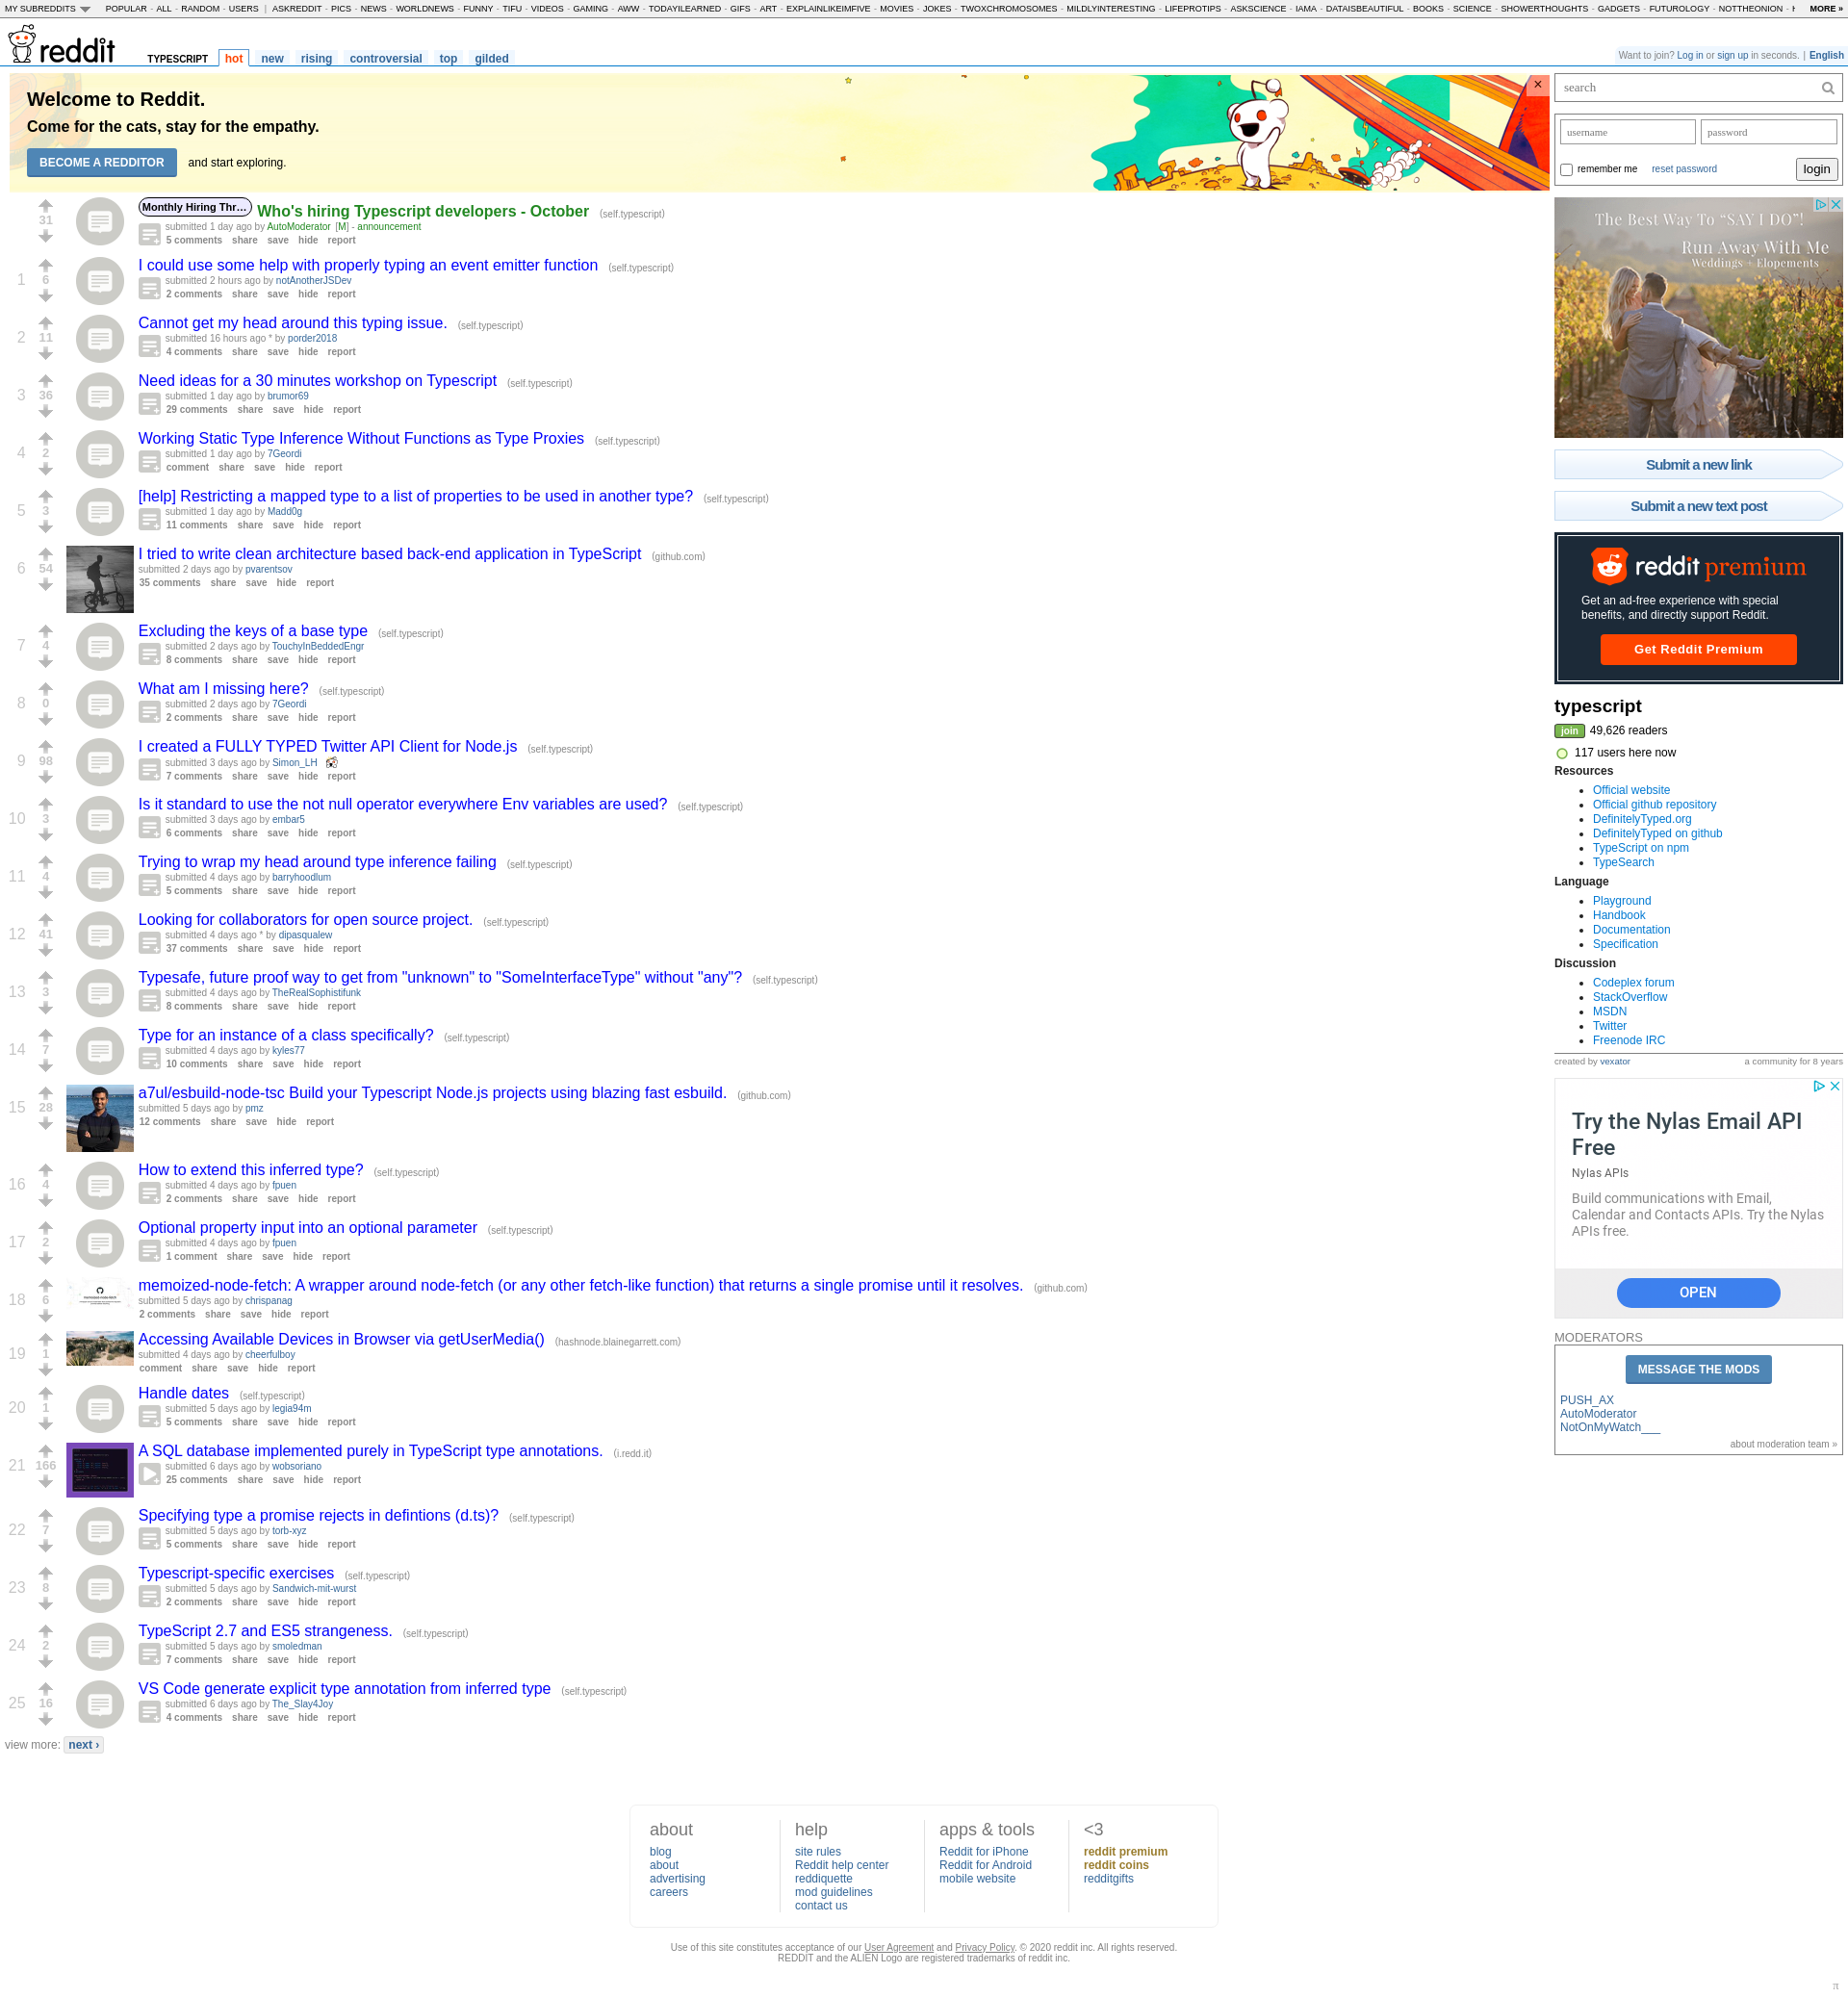 MY SUBREDDITS POPULAR - ALL - RANDOM - USERS | ASKREDDIT - PICS - NEWS - WORLDNEWS - FUNNY - TIFU - VIDEOS - GAMING - AWW - TODAYILEARNED - GIFS - ART - EXPLAINLIKEIMFIVE - MOVIES - JOKES - TWOXCHROMOSOMES - MILDLYINTERESTING - LIFEPROTIPS - ASKSCIENCE - IAMA - DATAISBEAUTIFUL - BOOKS - SCIENCE - SHOWERTHOUGHTS - GADGETS - FUTUROLOGY - NOTTHEONION - MORE »
reddit TYPESCRIPT hot new rising controversial top gilded
Want to join? Log in or sign up in seconds. | English
Welcome to Reddit.
Come for the cats, stay for the empathy.
BECOME A REDDITOR and start exploring.
×
31
Monthly Hiring Thr… Who's hiring Typescript developers - October (self.typescript)
submitted 1 day ago by AutoModerator [M] - announcement
5 comments share save hide report
1 6
I could use some help with properly typing an event emitter function (self.typescript)
submitted 2 hours ago by notAnotherJSDev
2 comments share save hide report
2 11
Cannot get my head around this typing issue. (self.typescript)
submitted 16 hours ago * by porder2018
4 comments share save hide report
3 36
Need ideas for a 30 minutes workshop on Typescript (self.typescript)
submitted 1 day ago by brumor69
29 comments share save hide report
4 2
Working Static Type Inference Without Functions as Type Proxies (self.typescript)
submitted 1 day ago by 7Geordi
comment share save hide report
5 3
[help] Restricting a mapped type to a list of properties to be used in another type? (self.typescript)
submitted 1 day ago by Madd0g
11 comments share save hide report
6 54
I tried to write clean architecture based back-end application in TypeScript (github.com)
submitted 2 days ago by pvarentsov
35 comments share save hide report
7 4
Excluding the keys of a base type (self.typescript)
submitted 2 days ago by TouchyInBeddedEngr
8 comments share save hide report
8 0
What am I missing here? (self.typescript)
submitted 2 days ago by 7Geordi
2 comments share save hide report
9 98
I created a FULLY TYPED Twitter API Client for Node.js (self.typescript)
submitted 3 days ago by Simon_LH
7 comments share save hide report
10 3
Is it standard to use the not null operator everywhere Env variables are used? (self.typescript)
submitted 3 days ago by embar5
6 comments share save hide report
11 4
Trying to wrap my head around type inference failing (self.typescript)
submitted 4 days ago by barryhoodlum
5 comments share save hide report
12 41
Looking for collaborators for open source project. (self.typescript)
submitted 4 days ago * by dipasqualew
37 comments share save hide report
13 3
Typesafe, future proof way to get from "unknown" to "SomeInterfaceType" without "any"? (self.typescript)
submitted 4 days ago by TheRealSophistifunk
8 comments share save hide report
14 7
Type for an instance of a class specifically? (self.typescript)
submitted 4 days ago by kyles77
10 comments share save hide report
15 28
a7ul/esbuild-node-tsc Build your Typescript Node.js projects using blazing fast esbuild. (github.com)
submitted 5 days ago by pmz
12 comments share save hide report
16 4
How to extend this inferred type? (self.typescript)
submitted 4 days ago by fpuen
2 comments share save hide report
17 2
Optional property input into an optional parameter (self.typescript)
submitted 4 days ago by fpuen
1 comment share save hide report
18 6
memoized-node-fetch: A wrapper around node-fetch (or any other fetch-like function) that returns a single promise until it resolves. (github.com)
submitted 5 days ago by chrispanag
2 comments share save hide report
19 1
Accessing Available Devices in Browser via getUserMedia() (hashnode.blainegarrett.com)
submitted 4 days ago by cheerfulboy
comment share save hide report
20 1
Handle dates (self.typescript)
submitted 5 days ago by legia94m
5 comments share save hide report
21 166
A SQL database implemented purely in TypeScript type annotations. (i.redd.it)
submitted 6 days ago by wobsoriano
25 comments share save hide report
22 7
Specifying type a promise rejects in defintions (d.ts)? (self.typescript)
submitted 5 days ago by torb-xyz
5 comments share save hide report
23 8
Typescript-specific exercises (self.typescript)
submitted 5 days ago by Sandwich-mit-wurst
2 comments share save hide report
24 2
TypeScript 2.7 and ES5 strangeness. (self.typescript)
submitted 5 days ago by smoledman
7 comments share save hide report
25 16
VS Code generate explicit type annotation from inferred type (self.typescript)
submitted 6 days ago by The_Slay4Joy
4 comments share save hide report
view more: next ›
search
username password
remember me reset password login
The Best Way To "SAY I DO"!
Run Away With Me
Weddings + Elopements
Submit a new link
Submit a new text post
reddit premium
Get an ad-free experience with special
benefits, and directly support Reddit.
Get Reddit Premium
typescript
join 49,626 readers
117 users here now
Resources
Official website
Official github repository
DefinitelyTyped.org
DefinitelyTyped on github
TypeScript on npm
TypeSearch
Language
Playground
Handbook
Documentation
Specification
Discussion
Codeplex forum
StackOverflow
MSDN
Twitter
Freenode IRC
created by vexator a community for 8 years
Try the Nylas Email API
Free
Nylas APIs
Build communications with Email,
Calendar and Contacts APIs. Try the Nylas
APIs free.
OPEN
MODERATORS
MESSAGE THE MODS
PUSH_AX
AutoModerator
NotOnMyWatch___
about moderation team »
about
blog
about
advertising
careers
help
site rules
Reddit help center
reddiquette
mod guidelines
contact us
apps & tools
Reddit for iPhone
Reddit for Android
mobile website
<3
reddit premium
reddit coins
redditgifts
Use of this site constitutes acceptance of our User Agreement and Privacy Policy. © 2020 reddit inc. All rights reserved.
REDDIT and the ALIEN Logo are registered trademarks of reddit inc.
π